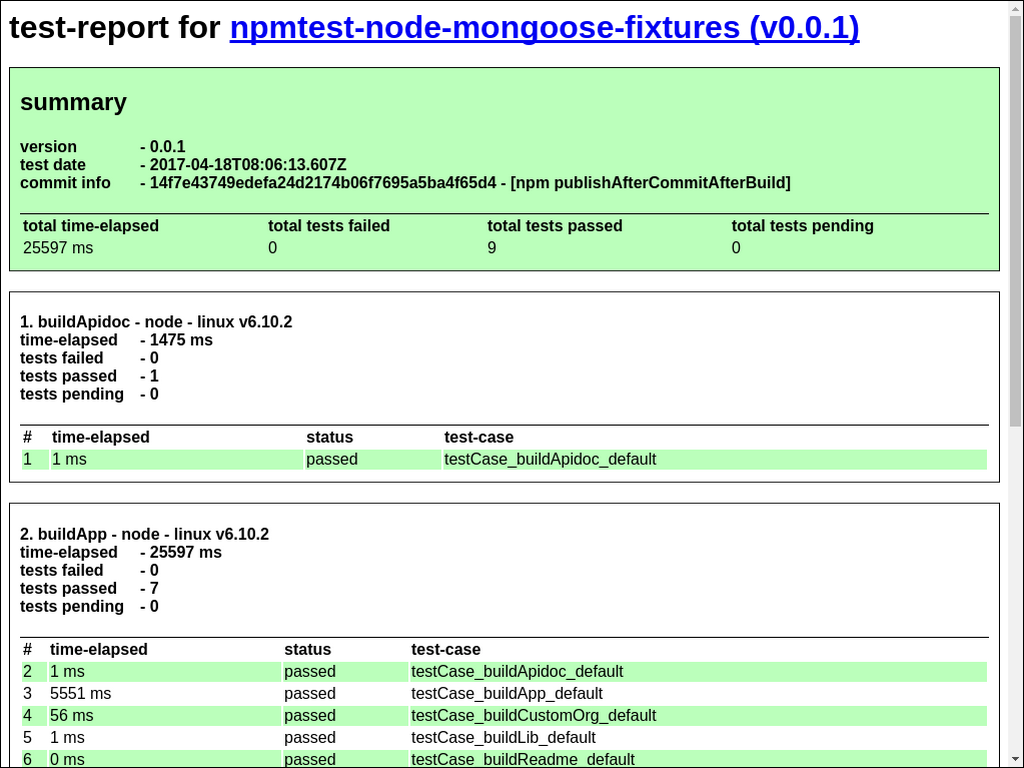 test-report for npmtest-node-mongoose-fixtures (v0.0.1)
summary
version - 0.0.1
test date - 2017-04-18T08:06:13.607Z
commit info - 14f7e43749edefa24d2174b06f7695a5ba4f65d4 - [npm publishAfterCommitAfterBuild]
total time-elapsed total tests failed total tests passed total tests pending
25597 ms 0 9 0
1. buildApidoc - node - linux v6.10.2
time-elapsed - 1475 ms
tests failed - 0
tests passed - 1
tests pending - 0
# time-elapsed status test-case
1 1 ms passed testCase_buildApidoc_default
2. buildApp - node - linux v6.10.2
time-elapsed - 25597 ms
tests failed - 0
tests passed - 7
tests pending - 0
# time-elapsed status test-case
2 1 ms passed testCase_buildApidoc_default
3 5551 ms passed testCase_buildApp_default
4 56 ms passed testCase_buildCustomOrg_default
5 1 ms passed testCase_buildLib_default
6 0 ms passed testCase_buildReadme_default